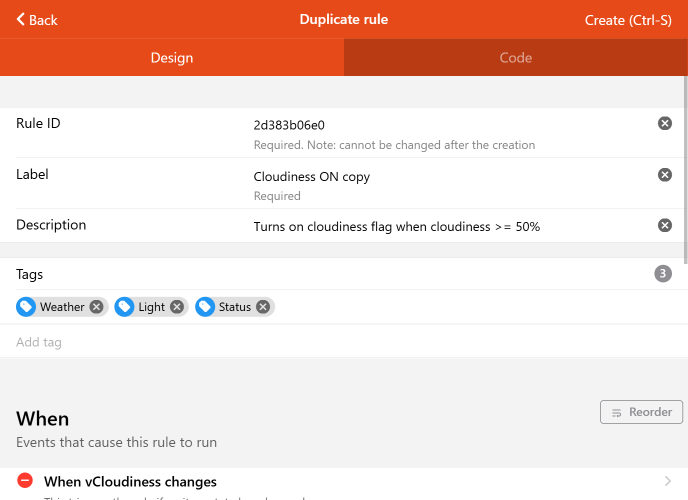 Back
Duplicate rule
Create (Ctrl-S)
Design
Code
Rule ID
2d383b06e0
Required. Note: cannot be changed after the creation
Label
Cloudiness ON copy
Required
Description
Turns on cloudiness flag when cloudiness >= 50%
Tags
3
Weather
Light
Status
Add tag
When
Reorder
Events that cause this rule to run
When vCloudiness changes